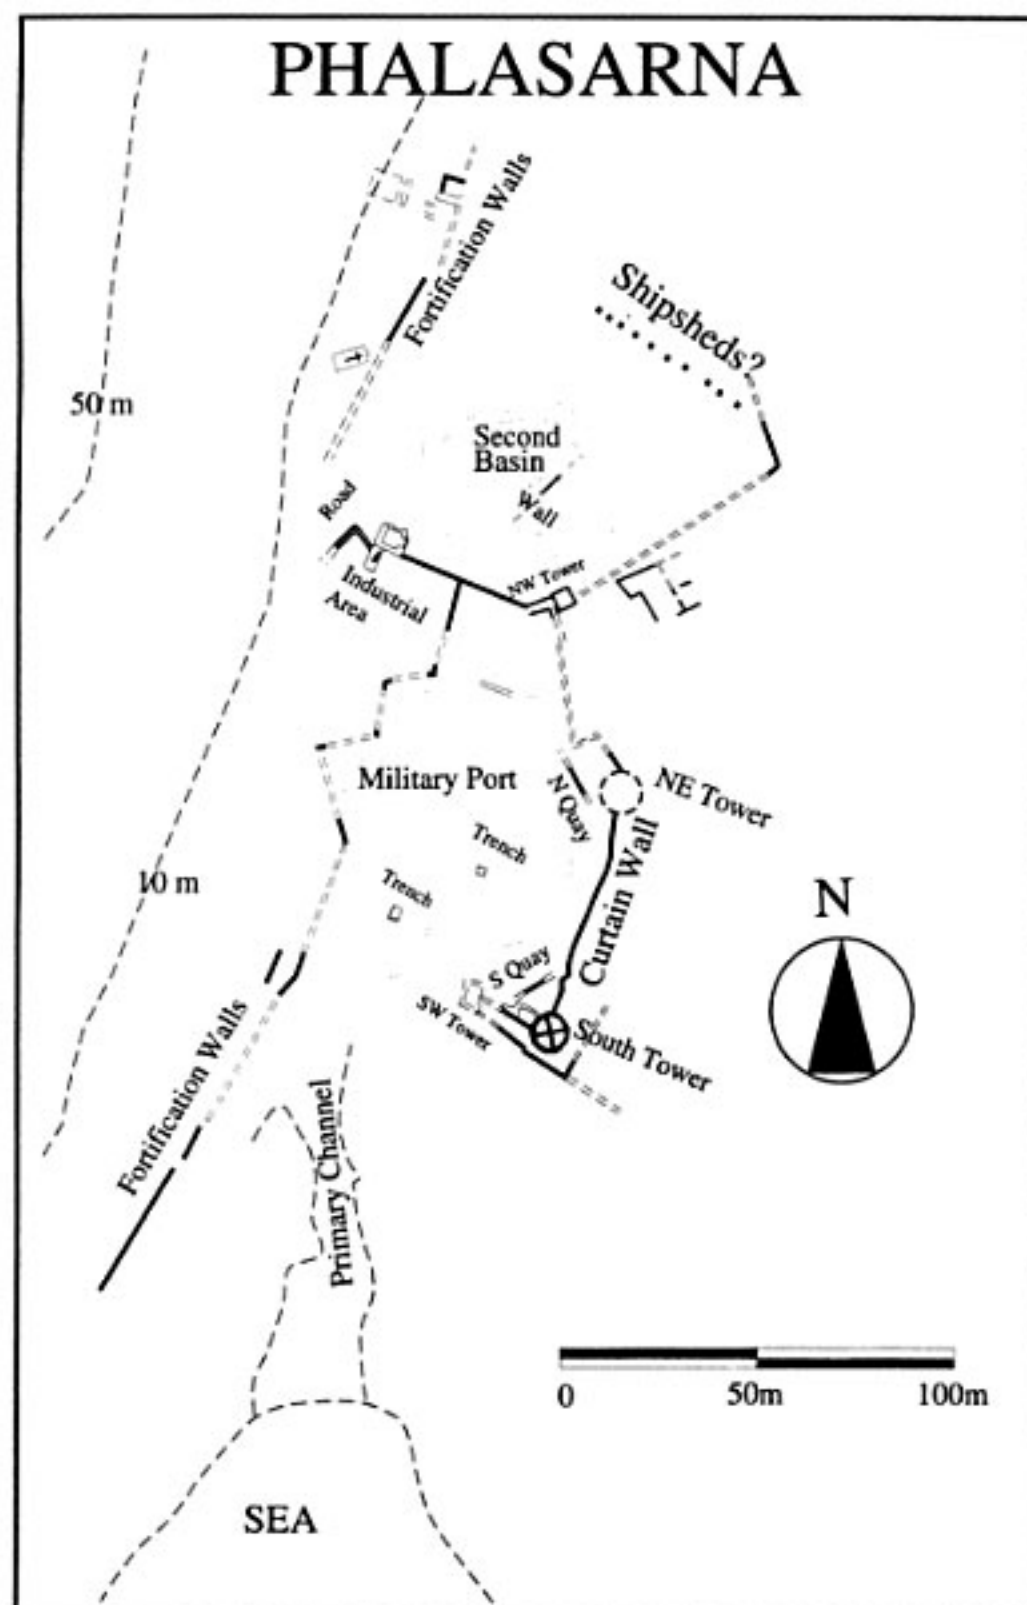 PHALASARNA
Fortification Walls
Shipsheds?
50 m
Second
Basin
Wall
Road
NW Tower
Industrial
Area
Military Port
N Quay
NE Tower
Trench
Trench
10 m
Curtain Wall
N
S Quay
SW Tower
South Tower
Fortification Walls
Primary Channel
0
50m
100m
SEA